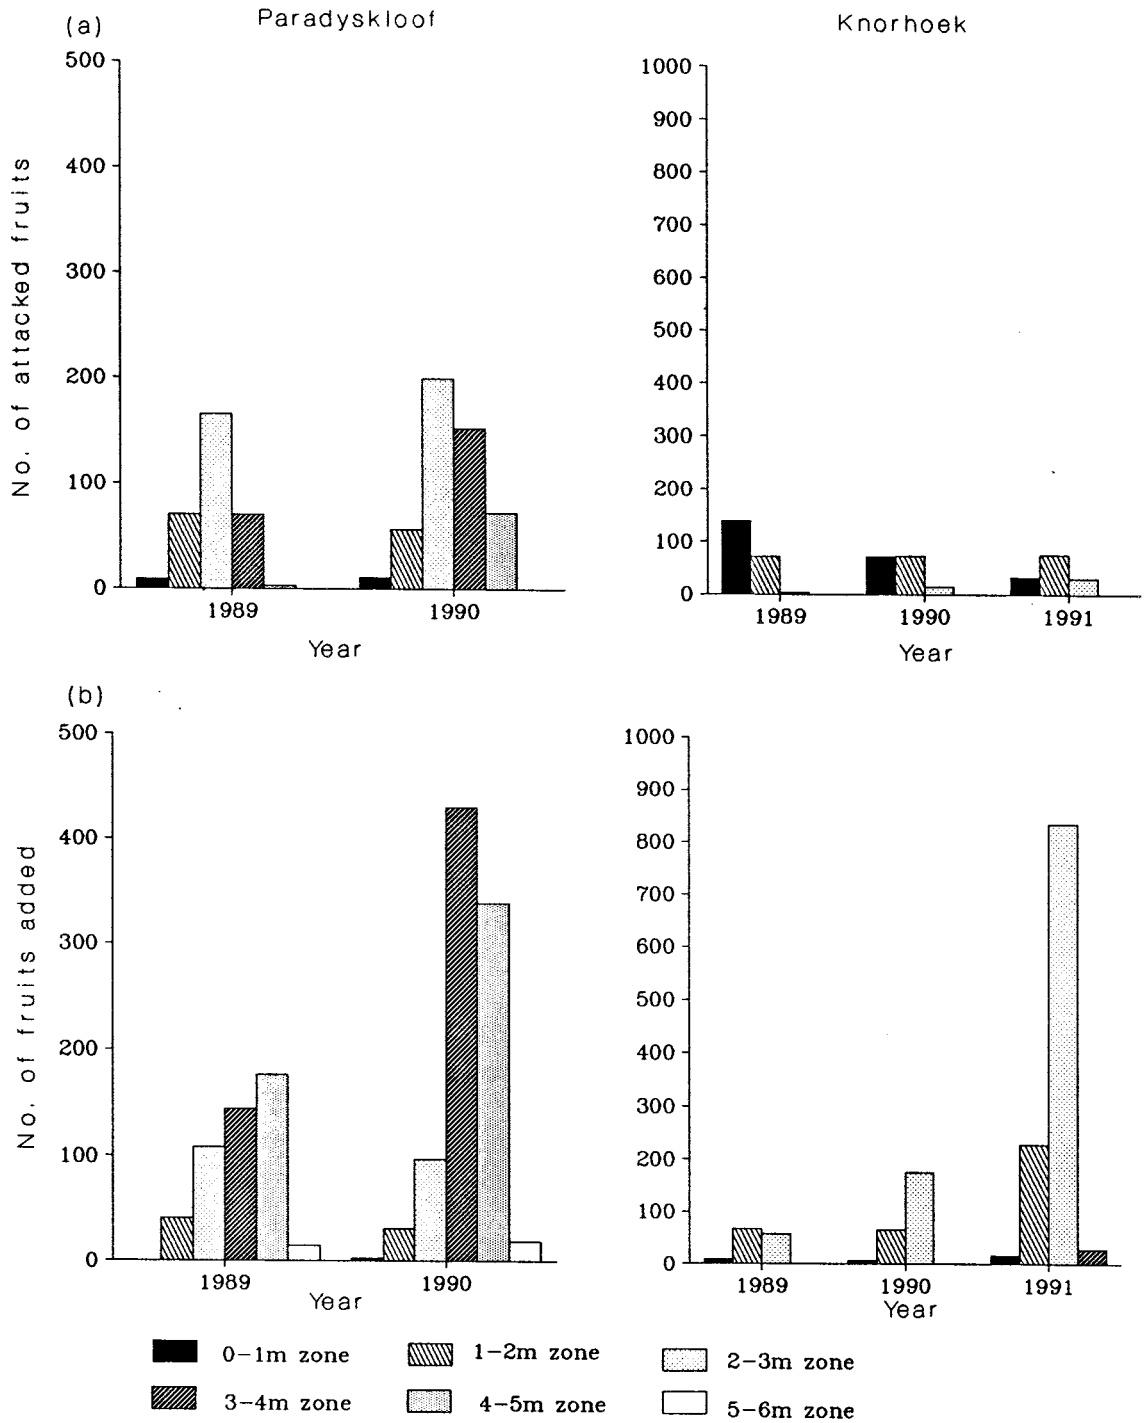 (a)
Paradyskloof
Knorhoek
No. of attacked fruits
500
400
300
200
100
0
1989
1990
Year
1000
900
800
700
600
500
400
300
200
100
0
1989
1990
1991
Year
(b)
No. of fruits added
500
400
300
200
100
0
1989
1990
Year
1000
900
800
700
600
500
400
300
200
100
0
1989
1990
1991
Year
0-1m zone
1-2m zone
2-3m zone
3-4m zone
4-5m zone
5-6m zone